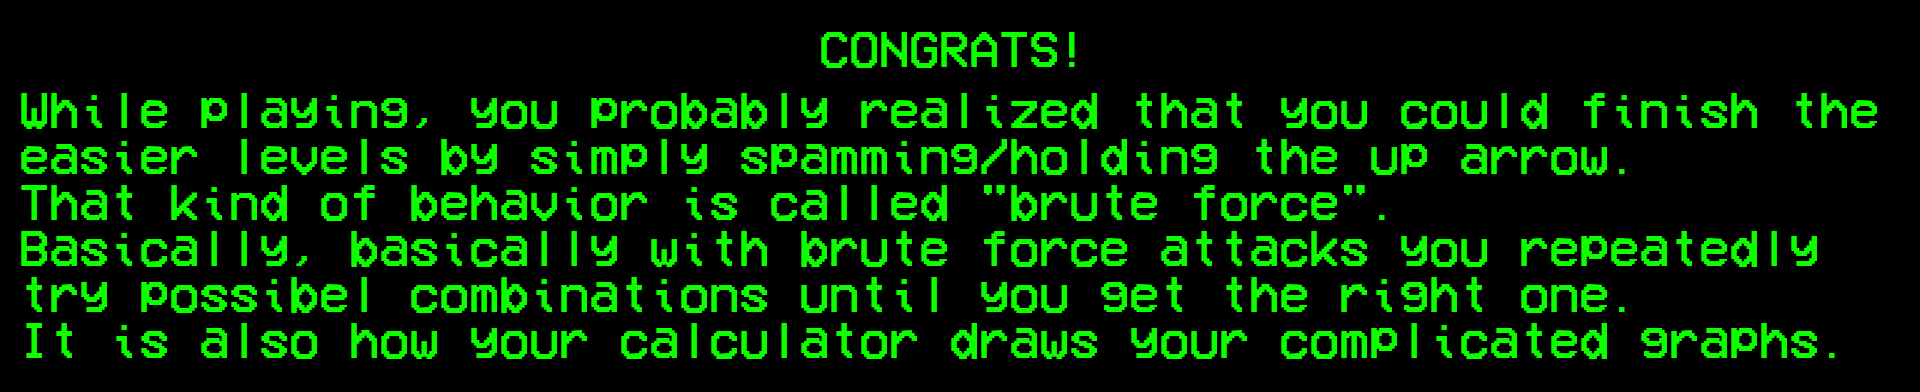 CONGRATS!
While playing, you probably realized that you could finish the
easier levels by simply spamming/holding the up arrow.
That kind of behavior is called "brute force".
Basically, basically with brute force attacks you repeatedly
try possibel combinations until you get the right one.
It is also how your calculator draws your complicated graphs.